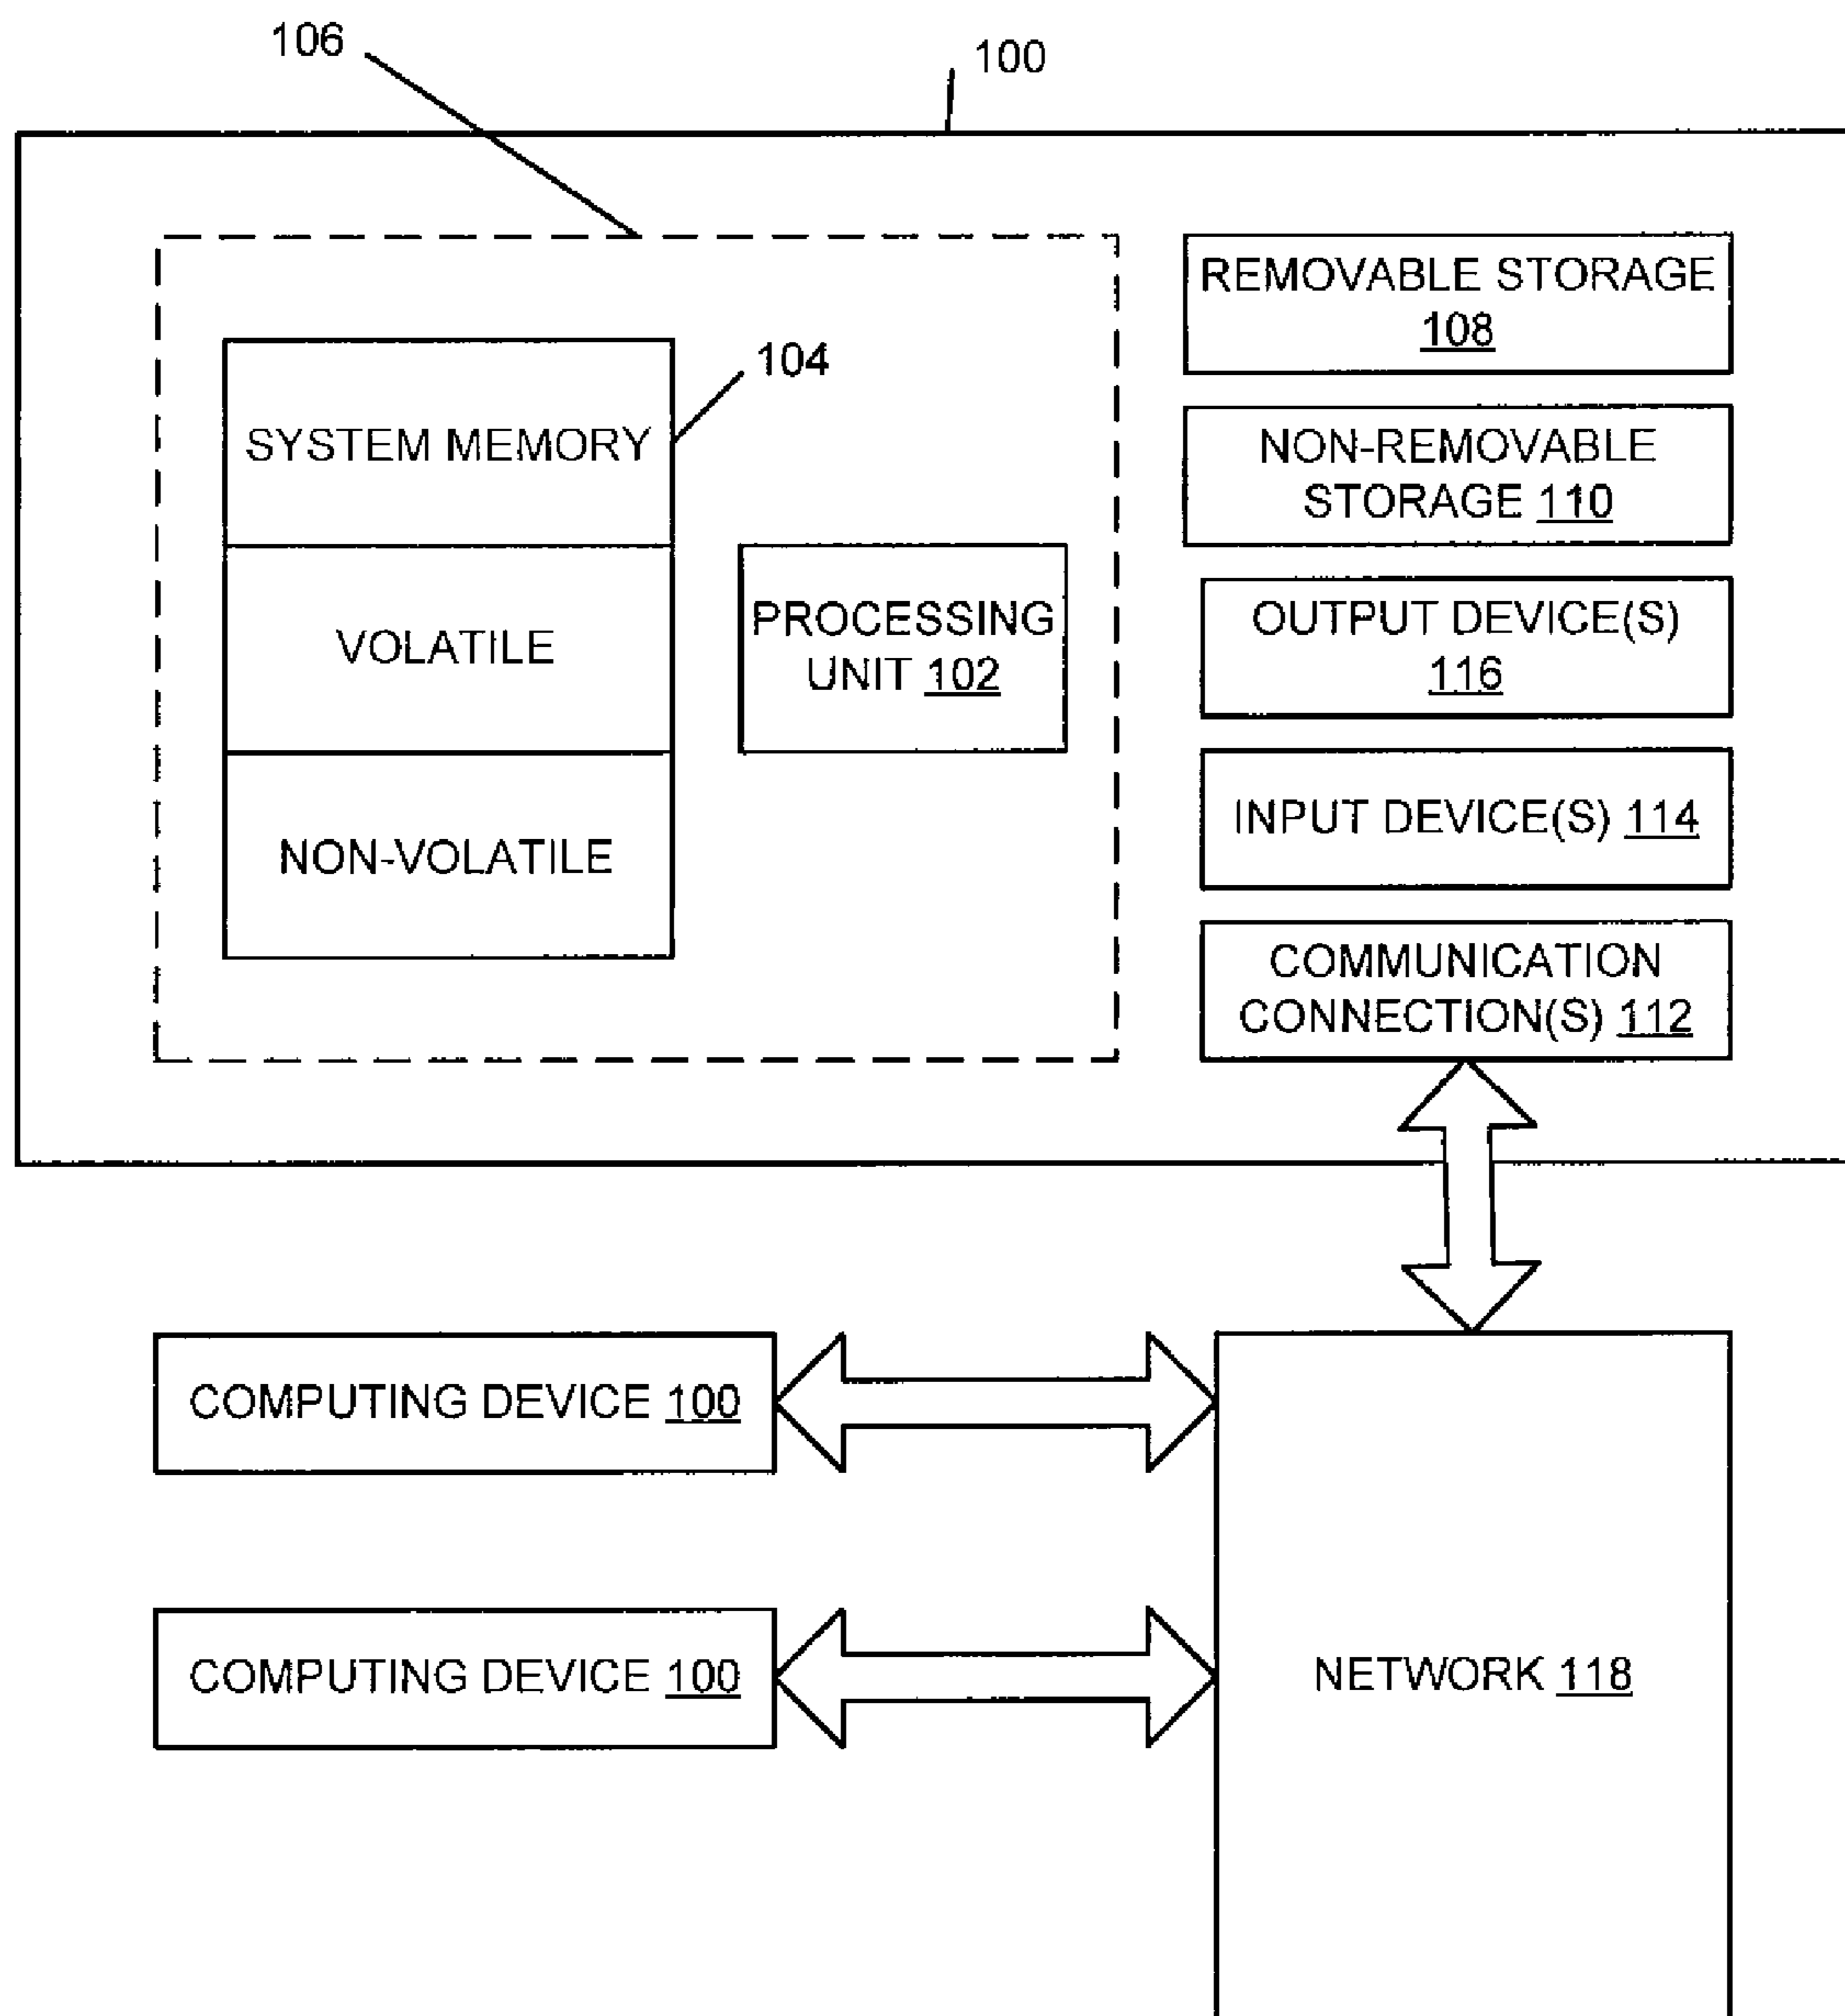 106
100
REMOVABLE STORAGE
108
104
SYSTEM MEMORY
NON-REMOVABLE
STORAGE 110
VOLATILE
PROCESSING
UNIT 102
OUTPUT DEVICE(S)
116
NON-VOLATILE
INPUT DEVICE(S) 114
COMMUNICATION
CONNECTION(S) 112
COMPUTING DEVICE 100
COMPUTING DEVICE 100
NETWORK 118